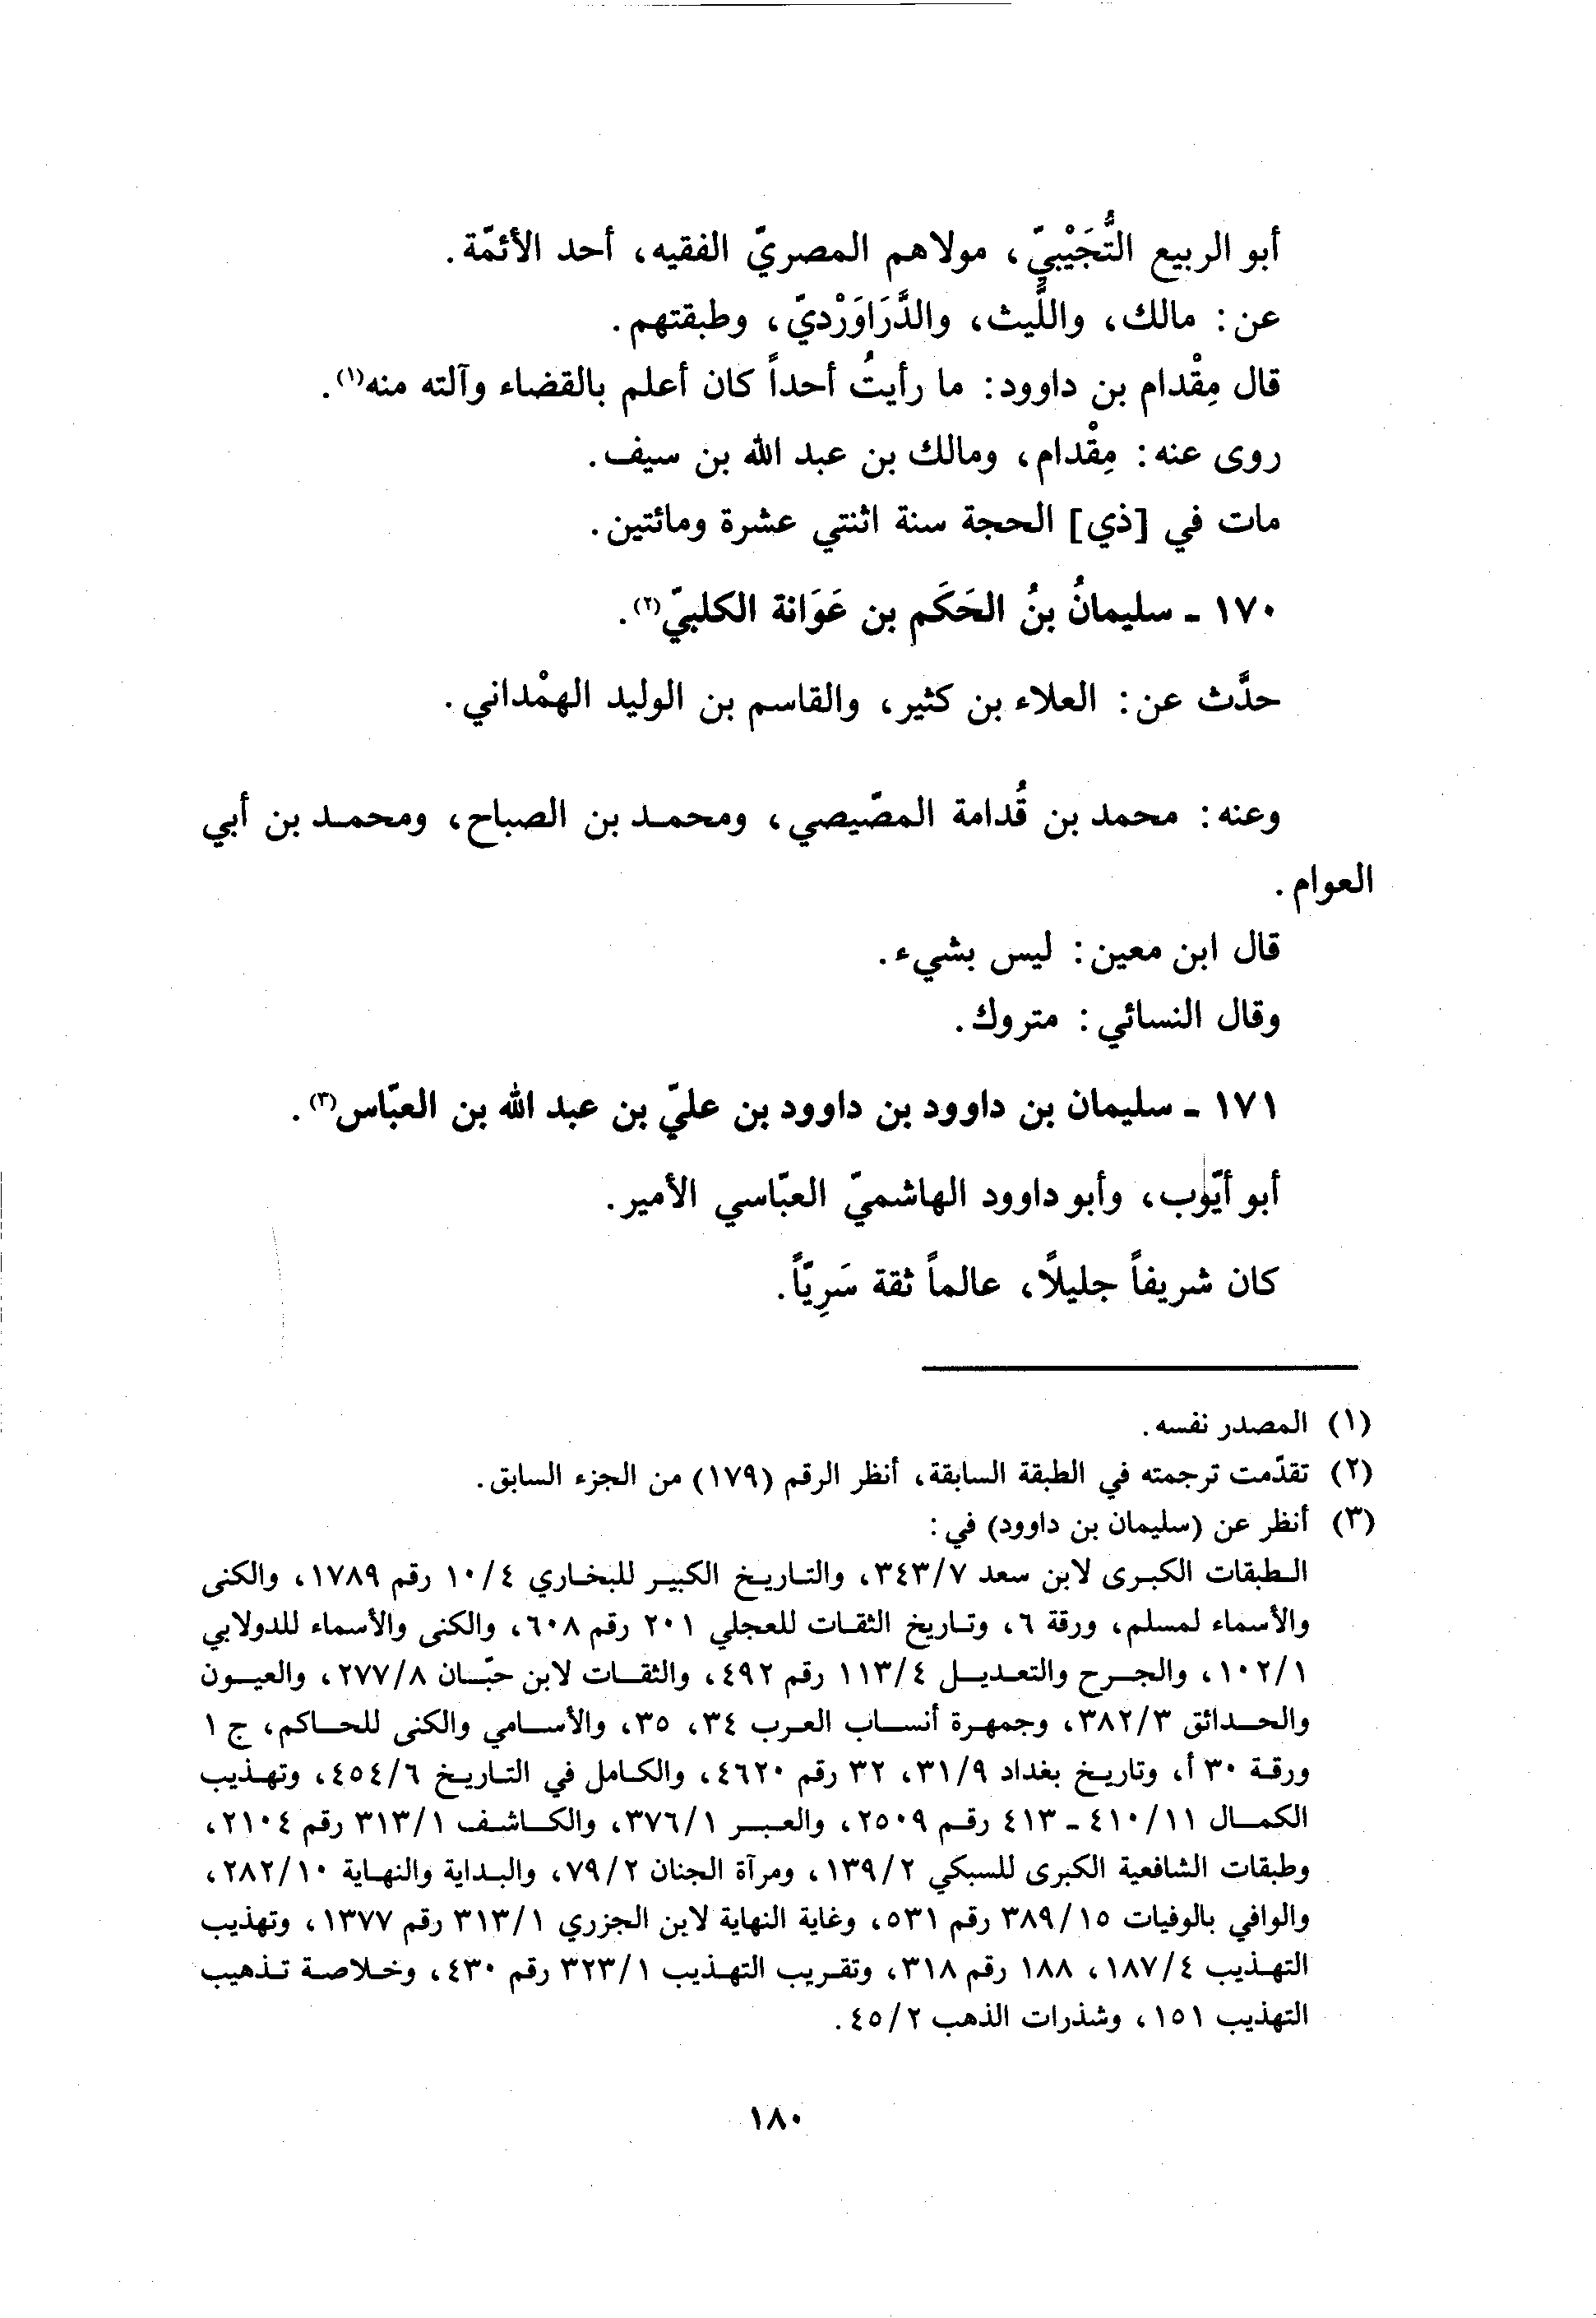 أبو الربيع التُّجَيْبيّ، مولاهم المصريّ الفقيه، أحد الأئمّة.
عن: مالك، واللَّيث، والدَّرَاوَرْديّ، وطبقتهم.
قال مِقْدام بن داوود: ما رأيتُ أحداً كان أعلم بالقضاء وآلته منه(١).
روى عنه: مِقْدام، ومالك بن عبد الله بن سيف.
مات في [ذي] الحجة سنة اثنتي عشرة ومائتين.
١٧٠ ـ سليمانُ بنُ الحَكَم بن عَوَانة الكلبيّ(٢).
حدَّث عن: العلاء بن كثير، والقاسم بن الوليد الهمْداني.
وعنه: محمد بن قُدامة المصّيصي، ومحمد بن الصباح، ومحمد بن أبي
العوام.
قال ابن معين: ليس بشيء.
وقال النسائي: متروك.
١٧١ ـ سليمان بن داوود بن داوود بن عليّ بن عبد الله بن العبّاس(٣).
أبو أيّوب، وأبو داوود الهاشميّ العبّاسي الأمير.
كان شريفاً جليلاً، عالماً ثقة سَرِيّاً.
(١) المصدر نفسه.
(٢) تقدّمت ترجمته في الطبقة السابقة، أنظر الرقم (١٧٩) من الجزء السابق.
(٣) أنظر عن (سليمان بن داوود) في:
الطبقات الكبرى لابن سعد ٣٤٣/٧، والتاريخ الكبير للبخاري ١٠/٤ رقم ١٧٨٩، والكنى
والأسماء لمسلم، ورقة ٦، وتاريخ الثقات للعجلي ٢٠١ رقم ٦٠٨، والكنى والأسماء للدولابي
١٠٢/١، والجرح والتعديل ١١٣/٤ رقم ٤٩٢، والثقات لابن حبّان ٢٧٧/٨، والعيون
والحدائق ٣٨٢/٣، وجمهرة أنساب العرب ٣٤، ٣٥، والأسامي والكنى للحاكم، ج ١
ورقة ٣٠ أ، وتاريخ بغداد ٣١/٩، ٣٢ رقم ٤٦٢٠، والكامل في التاريخ ٤٥٤/٦، وتهذيب
الكمال ٤١٠/١١ ـ ٤١٣ رقم ٢٥٠٩، والعبر ٣٧٦/١، والكاشف ٣١٣/١ رقم ٢١٠٤،
وطبقات الشافعية الكبرى للسبكي ١٣٩/٢، ومرآة الجنان ٧٩/٢، والبداية والنهاية ٢٨٢/١٠،
والوافي بالوفيات ٣٨٩/١٥ رقم ٥٣١، وغاية النهاية لابن الجزري ٣١٣/١ رقم ١٣٧٧، وتهذيب
التهذيب ١٨٧/٤، ١٨٨ رقم ٣١٨، وتقريب التهذيب ٣٢٣/١ رقم ٤٣٠، وخلاصة تذهيب
التهذيب ١٥١، وشذرات الذهب ٤٥/٢.
١٨٠